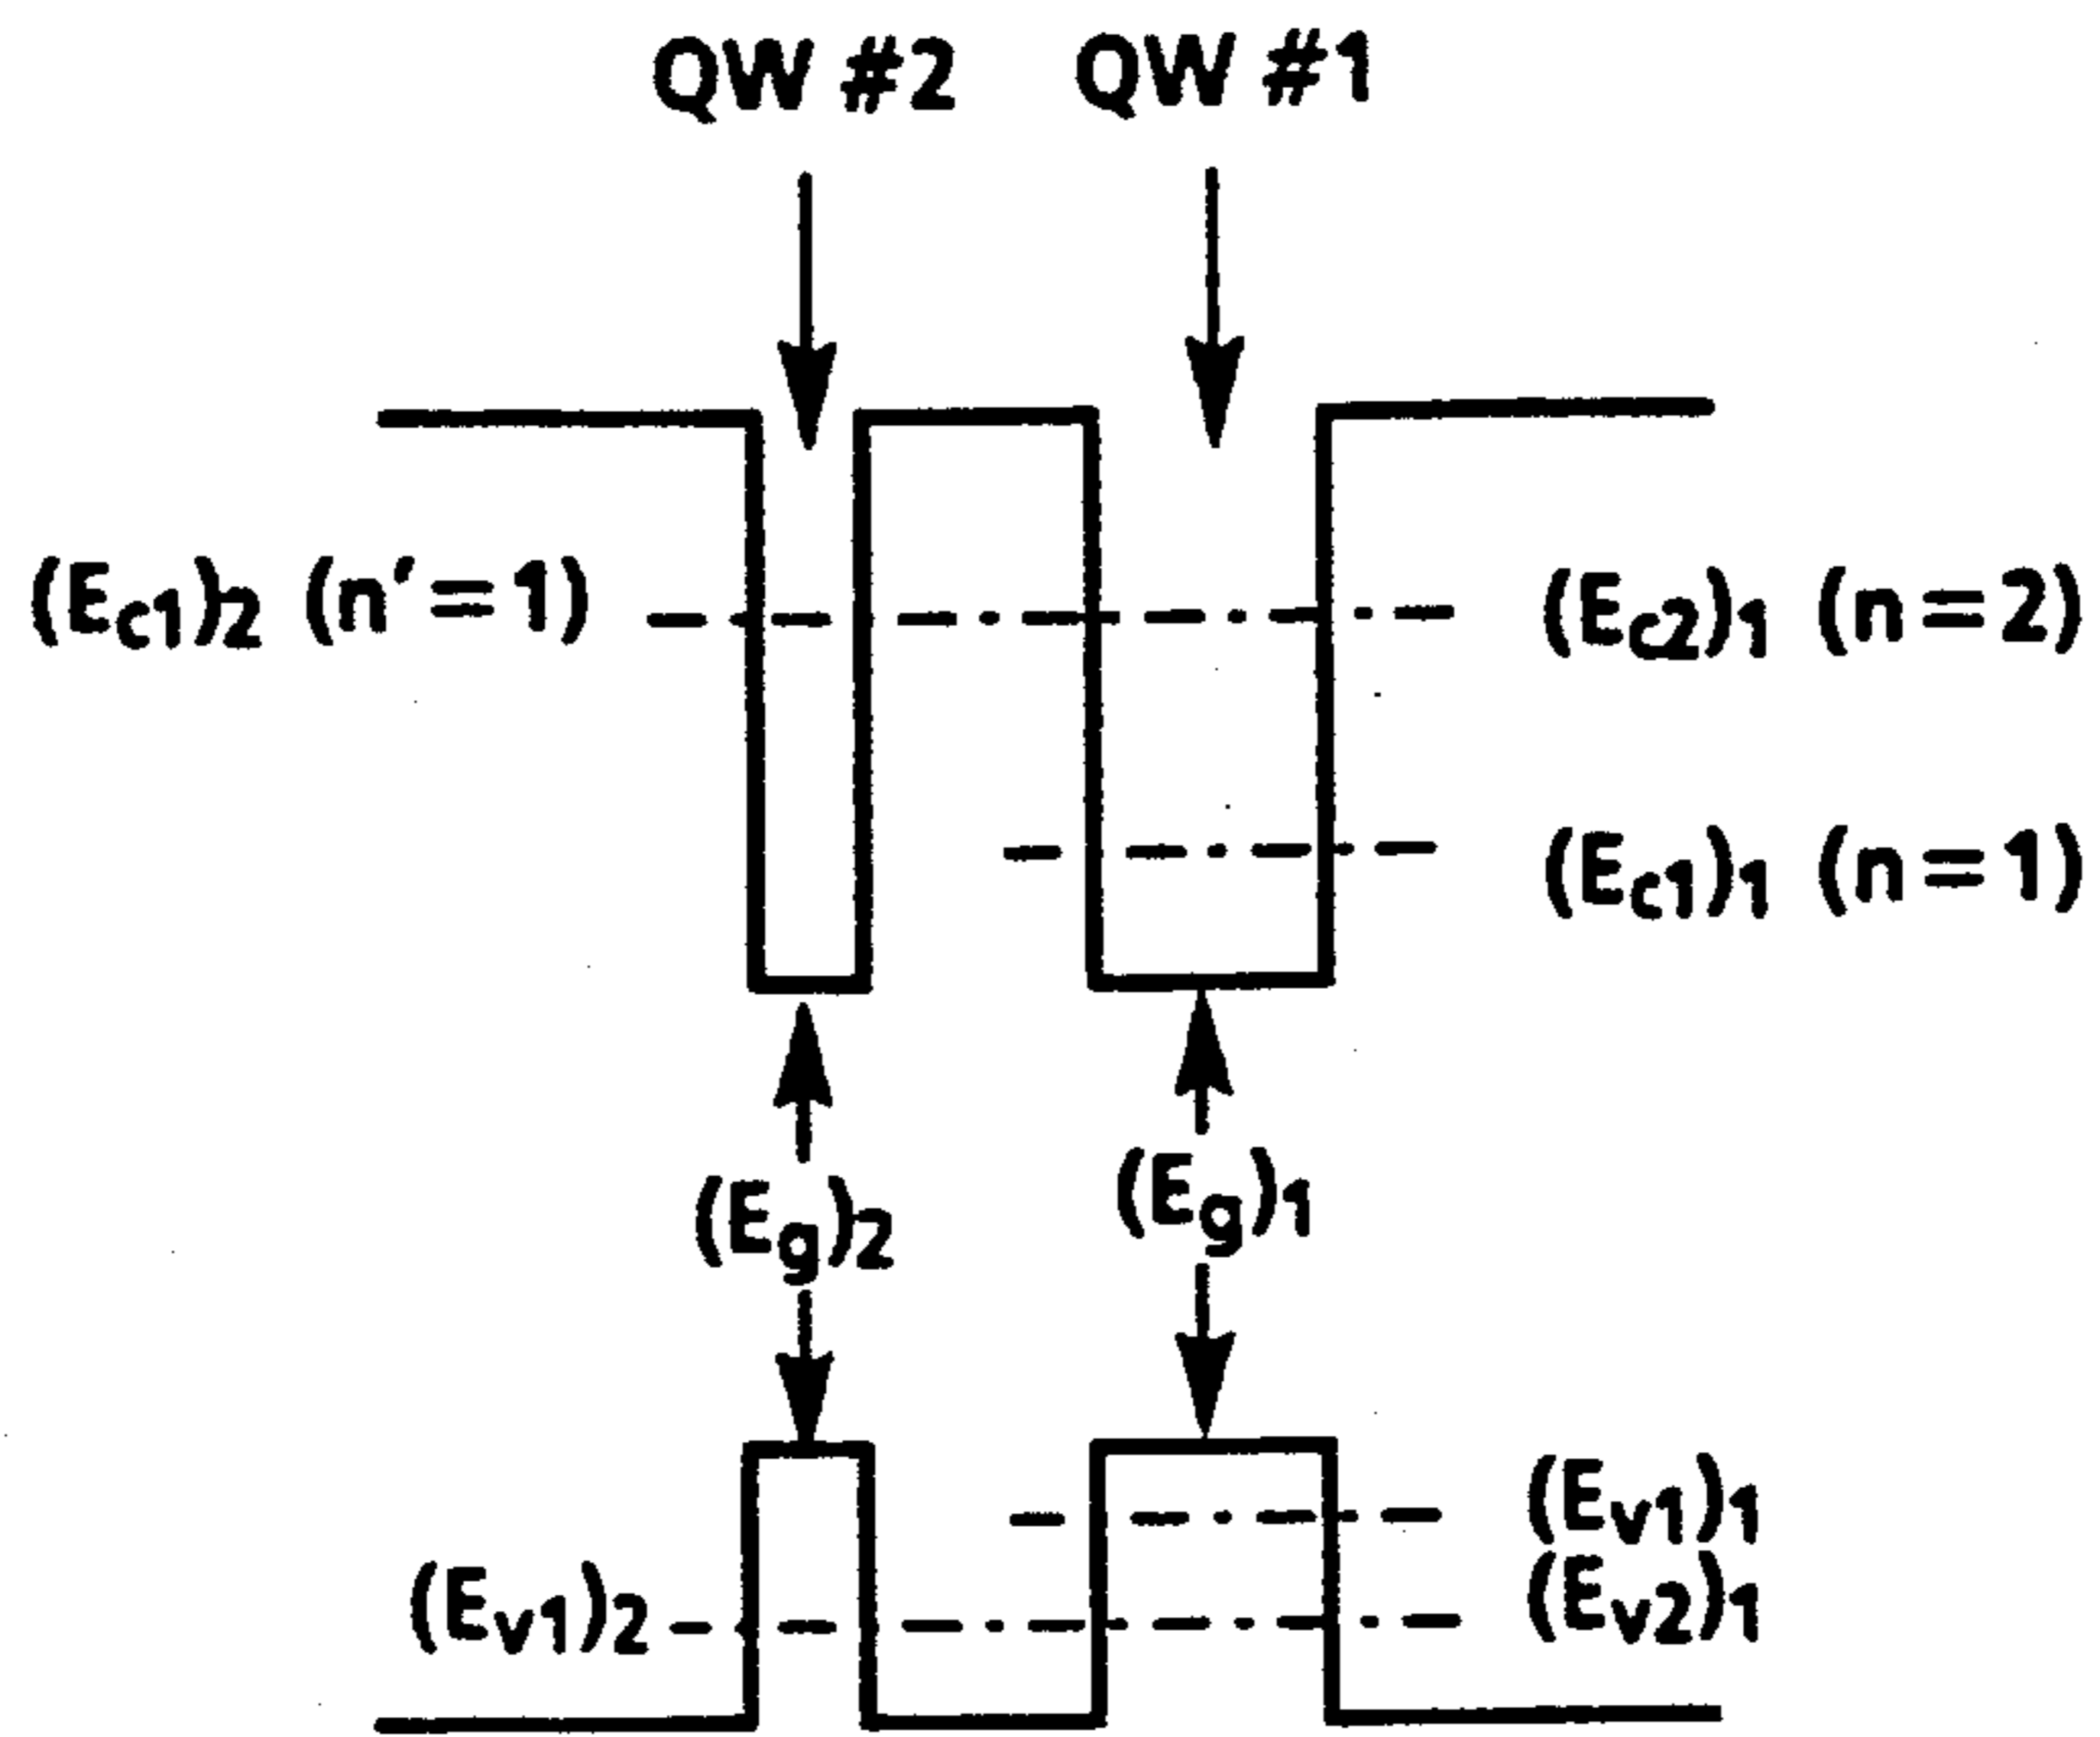 QW #2 QW #1
(Ec1)2 (n′=1) (Ec2)1 (n=2)
(Ec1)1 (n=1)
(Eg)2 (Eg)1
(Ev1)1
(Ev1)2 (Ev2)1